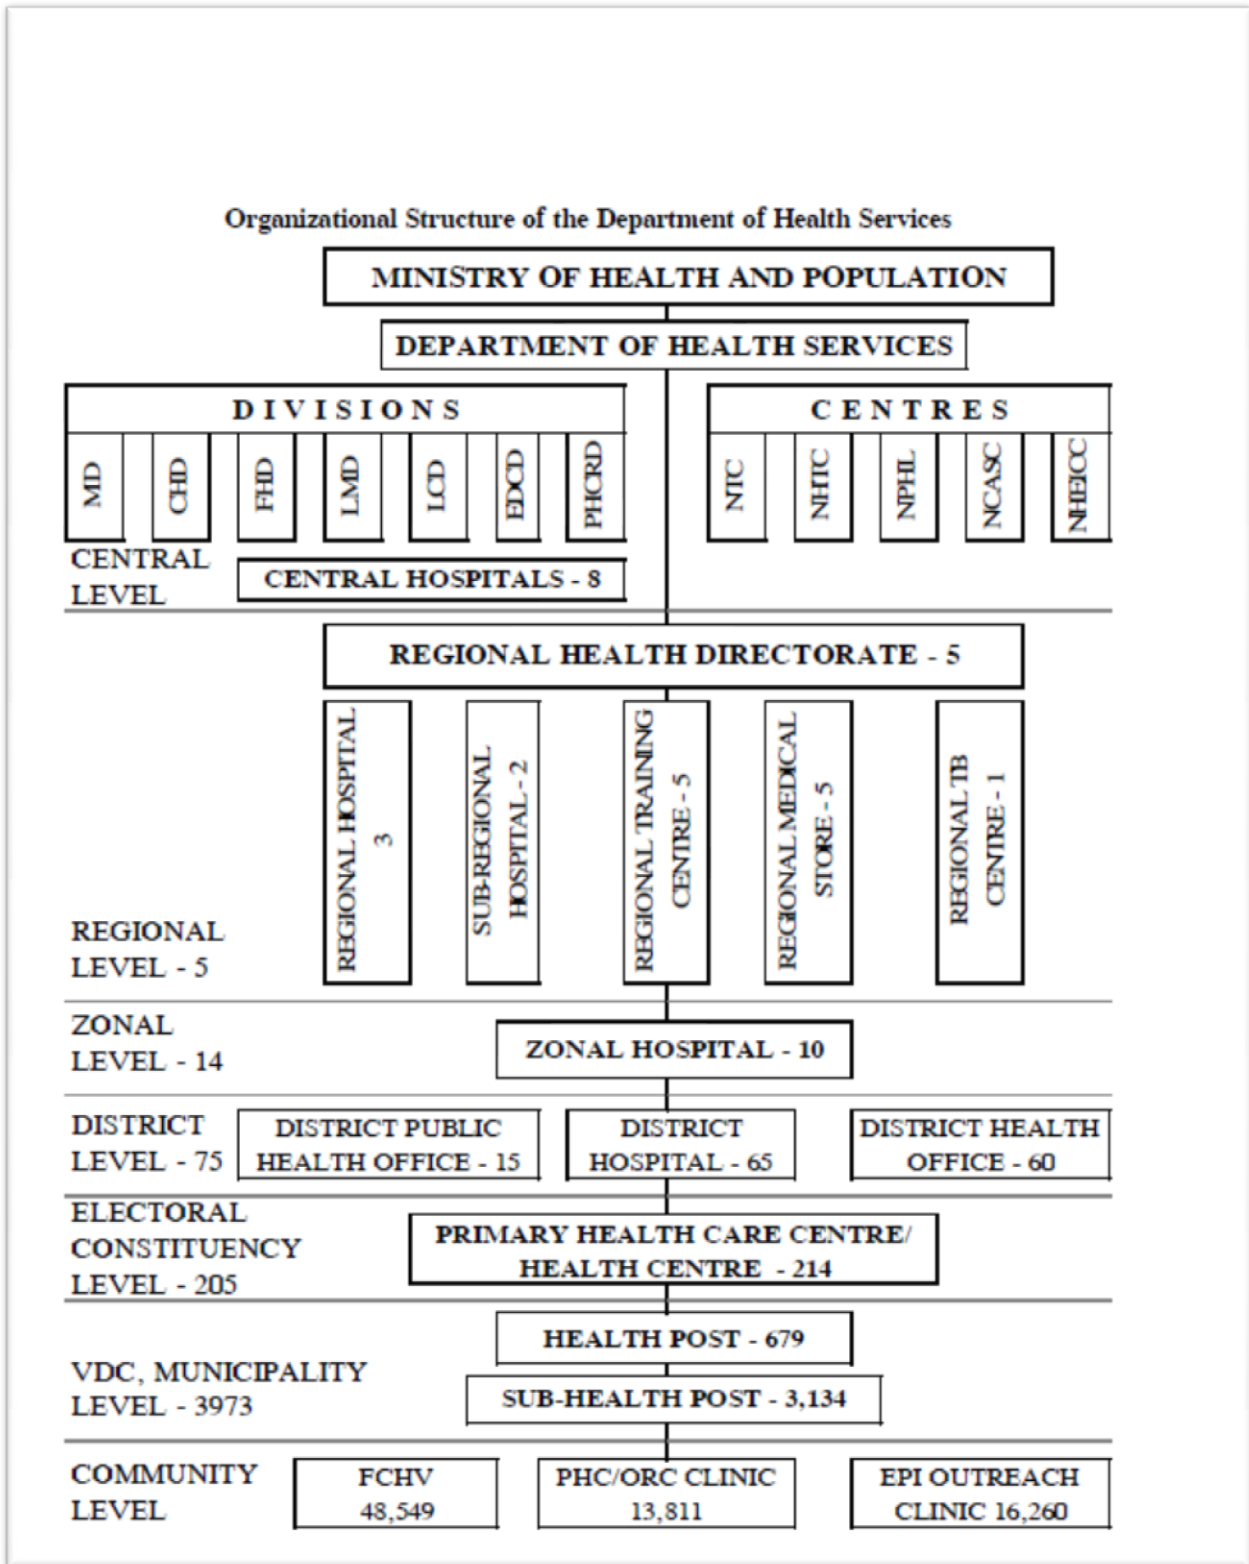 Organizational Structure of the Department of Health Services
MINISTRY OF HEALTH AND POPULATION
DEPARTMENT OF HEALTH SERVICES
DIVISIONS
CENTRES
MD
CHD
FHD
LMD
LCD
EDCD
PHCRD
NTC
NHTC
NPHL
NCASC
NHEICC
CENTRAL
LEVEL
CENTRAL HOSPITALS - 8
REGIONAL HEALTH DIRECTORATE - 5
REGIONAL HOSPITAL
3
SUB-REGIONAL
HOSPITAL - 2
REGIONAL TRAINING
CENTRE - 5
REGIONAL MEDICAL
STORE - 5
REGIONAL TB
CENTRE - 1
REGIONAL
LEVEL - 5
ZONAL
LEVEL - 14
ZONAL HOSPITAL - 10
DISTRICT
LEVEL - 75
DISTRICT PUBLIC
HEALTH OFFICE - 15
DISTRICT
HOSPITAL - 65
DISTRICT HEALTH
OFFICE - 60
ELECTORAL
CONSTITUENCY
LEVEL - 205
PRIMARY HEALTH CARE CENTRE/
HEALTH CENTRE - 214
HEALTH POST - 679
VDC, MUNICIPALITY
LEVEL - 3973
SUB-HEALTH POST - 3,134
COMMUNITY
LEVEL
FCHV
48,549
PHC/ORC CLINIC
13,811
EPI OUTREACH
CLINIC 16,260